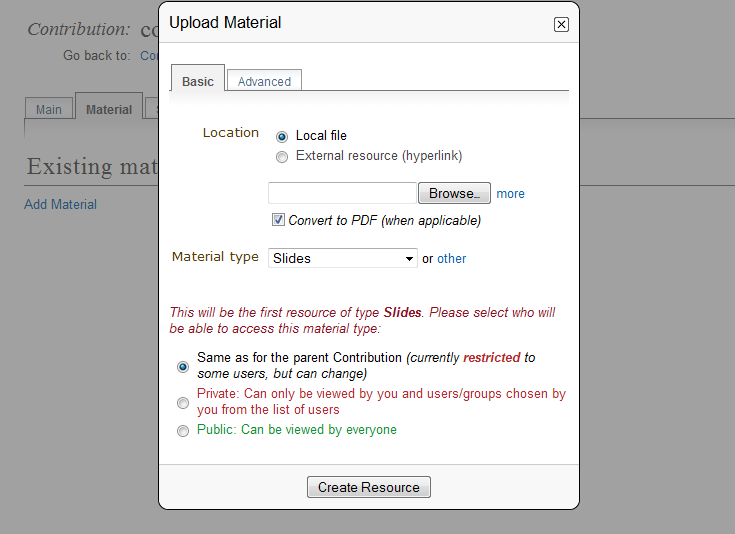 Upload Material
Contribution: co
Go back to: Con
Basic
Advanced
Main
Material
S
Location
Local file
External resource (hyperlink)
Existing mat
Browse...
more
Add Material
Convert to PDF (when applicable)
Material type
Slides
or other
This will be the first resource of type Slides. Please select who will
be able to access this material type:
Same as for the parent Contribution (currently restricted to
some users, but can change)
Private: Can only be viewed by you and users/groups chosen by
you from the list of users
Public: Can be viewed by everyone
Create Resource